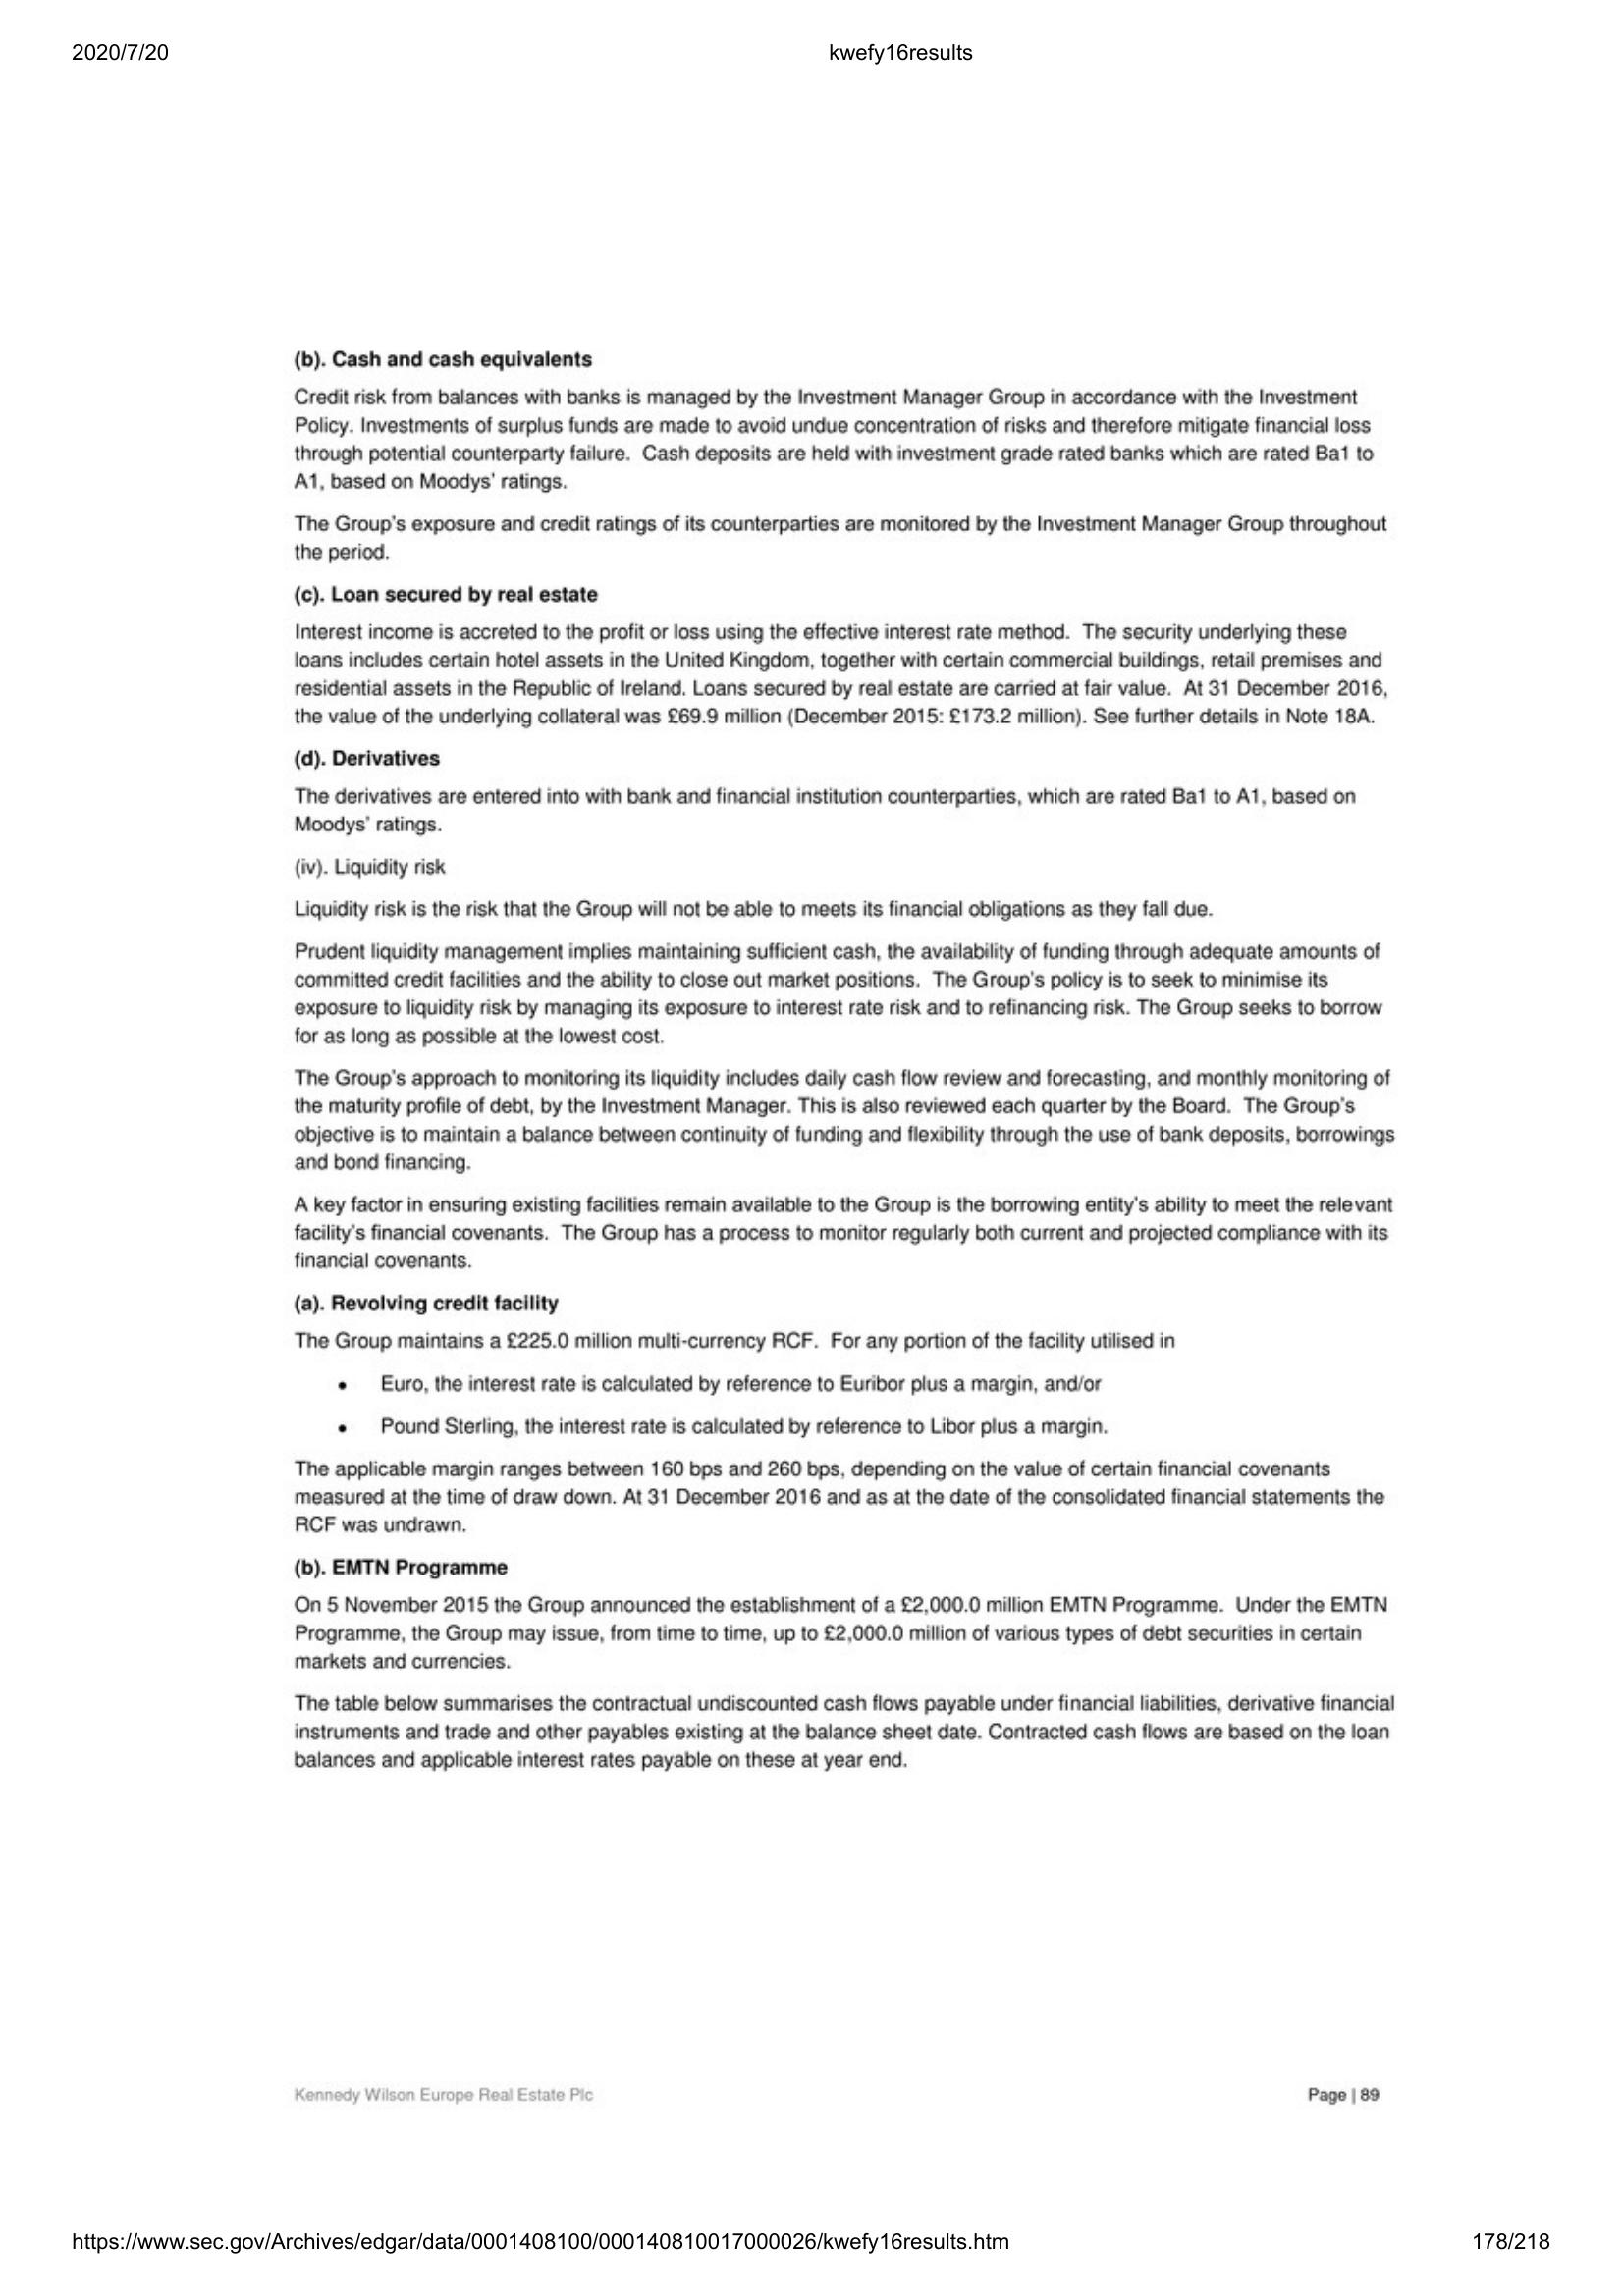 2020/7/20 kwefy16results
(b). Cash and cash equivalents
Credit risk from balances with banks is managed by the Investment Manager Group in accordance with the Investment
Policy. Investments of surplus funds are made to avoid undue concentration of risks and therefore mitigate financial loss
through potential counterparty failure. Cash deposits are held with investment grade rated banks which are rated Ba1 to
A1, based on Moodys' ratings.
The Group's exposure and credit ratings of its counterparties are monitored by the Investment Manager Group throughout
the period.
(c). Loan secured by real estate
Interest income is accreted to the profit or loss using the effective interest rate method. The security underlying these
loans includes certain hotel assets in the United Kingdom, together with certain commercial buildings, retail premises and
residential assets in the Republic of Ireland. Loans secured by real estate are carried at fair value. At 31 December 2016,
the value of the underlying collateral was £69.9 million (December 2015: £173.2 million). See further details in Note 18A.
(d). Derivatives
The derivatives are entered into with bank and financial institution counterparties, which are rated Ba1 to A1, based on
Moodys' ratings.
(iv). Liquidity risk
Liquidity risk is the risk that the Group will not be able to meets its financial obligations as they fall due.
Prudent liquidity management implies maintaining sufficient cash, the availability of funding through adequate amounts of
committed credit facilities and the ability to close out market positions. The Group's policy is to seek to minimise its
exposure to liquidity risk by managing its exposure to interest rate risk and to refinancing risk. The Group seeks to borrow
for as long as possible at the lowest cost.
The Group's approach to monitoring its liquidity includes daily cash flow review and forecasting, and monthly monitoring of
the maturity profile of debt, by the Investment Manager. This is also reviewed each quarter by the Board. The Group's
objective is to maintain a balance between continuity of funding and flexibility through the use of bank deposits, borrowings
and bond financing.
A key factor in ensuring existing facilities remain available to the Group is the borrowing entity's ability to meet the relevant
facility's financial covenants. The Group has a process to monitor regularly both current and projected compliance with its
financial covenants.
(a). Revolving credit facility
The Group maintains a £225.0 million multi-currency RCF. For any portion of the facility utilised in
• Euro, the interest rate is calculated by reference to Euribor plus a margin, and/or
• Pound Sterling, the interest rate is calculated by reference to Libor plus a margin.
The applicable margin ranges between 160 bps and 260 bps, depending on the value of certain financial covenants
measured at the time of draw down. At 31 December 2016 and as at the date of the consolidated financial statements the
RCF was undrawn.
(b). EMTN Programme
On 5 November 2015 the Group announced the establishment of a £2,000.0 million EMTN Programme. Under the EMTN
Programme, the Group may issue, from time to time, up to £2,000.0 million of various types of debt securities in certain
markets and currencies.
The table below summarises the contractual undiscounted cash flows payable under financial liabilities, derivative financial
instruments and trade and other payables existing at the balance sheet date. Contracted cash flows are based on the loan
balances and applicable interest rates payable on these at year end.
Kennedy Wilson Europe Real Estate Plc Page | 89
https://www.sec.gov/Archives/edgar/data/0001408100/000140810017000026/kwefy16results.htm 178/218